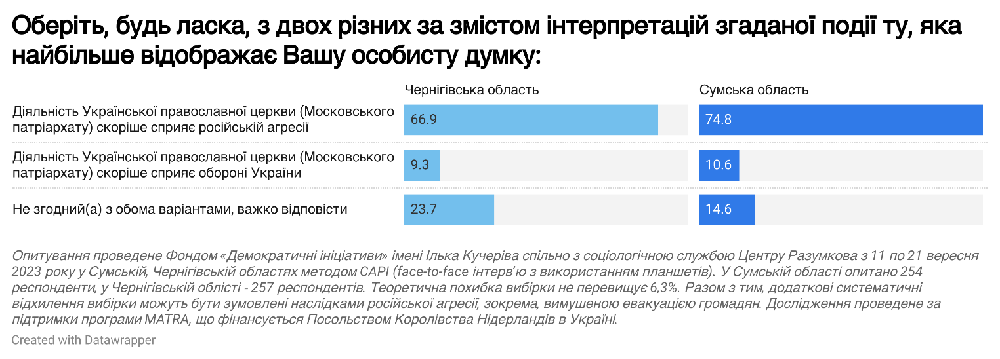 Оберіть, будь ласка, з двох різних за змістом інтерпретацій згаданої події ту, яка
найбільше відображає Вашу особисту думку:
Чернігівська область
Сумська область
Діяльність Української православної церкви (Московського
патріархату) скоріше сприяє російській агресії
66.9
74.8
Діяльність Української православної церкви (Московського
патріархату) скоріше сприяє обороні України
9.3
10.6
Не згодний(а) з обома варіантами, важко відповісти
23.7
14.6
Опитування проведене Фондом «Демократичні ініціативи» імені Ілька Кучеріва спільно з соціологічною службою Центру Разумкова з 11 по 21 вересня
2023 року у Сумській, Чернігівській областях методом CAPI (face-to-face інтерв’ю з використанням планшетів). У Сумській області опитано 254
респонденти, у Чернігівській облісті - 257 респондентів. Теоретична похибка вибірки не перевищує 6,3%. Разом з тим, додаткові систематичні
відхилення вибірки можуть бути зумовлені наслідками російської агресії, зокрема, вимушеною евакуацією громадян. Дослідження проведене за
підтримки програми MATRA, що фінансується Посольством Королівства Нідерландів в Україні.
Created with Datawrapper